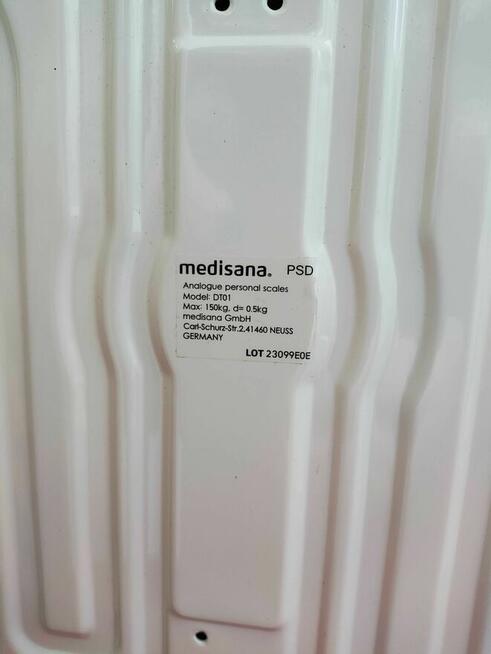 medisana. PSD
Analogue personal scales
Model: DT01
Max: 150kg, d= 0.5kg
medisana GmbH
Carl-Schurz-Str.2,41460 NEUSS
GERMANY
LOT 23099E0E